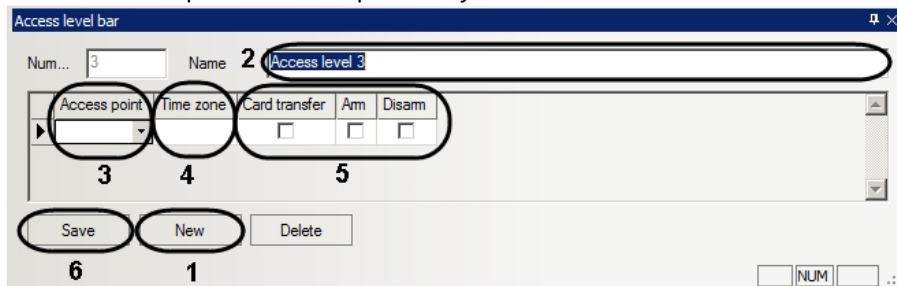 Access level bar
Num... 3 Name 2 Access level 3
Access point Time zone Card transfer Arm Disarm
3 4 5
Save New Delete
6 1
NUM